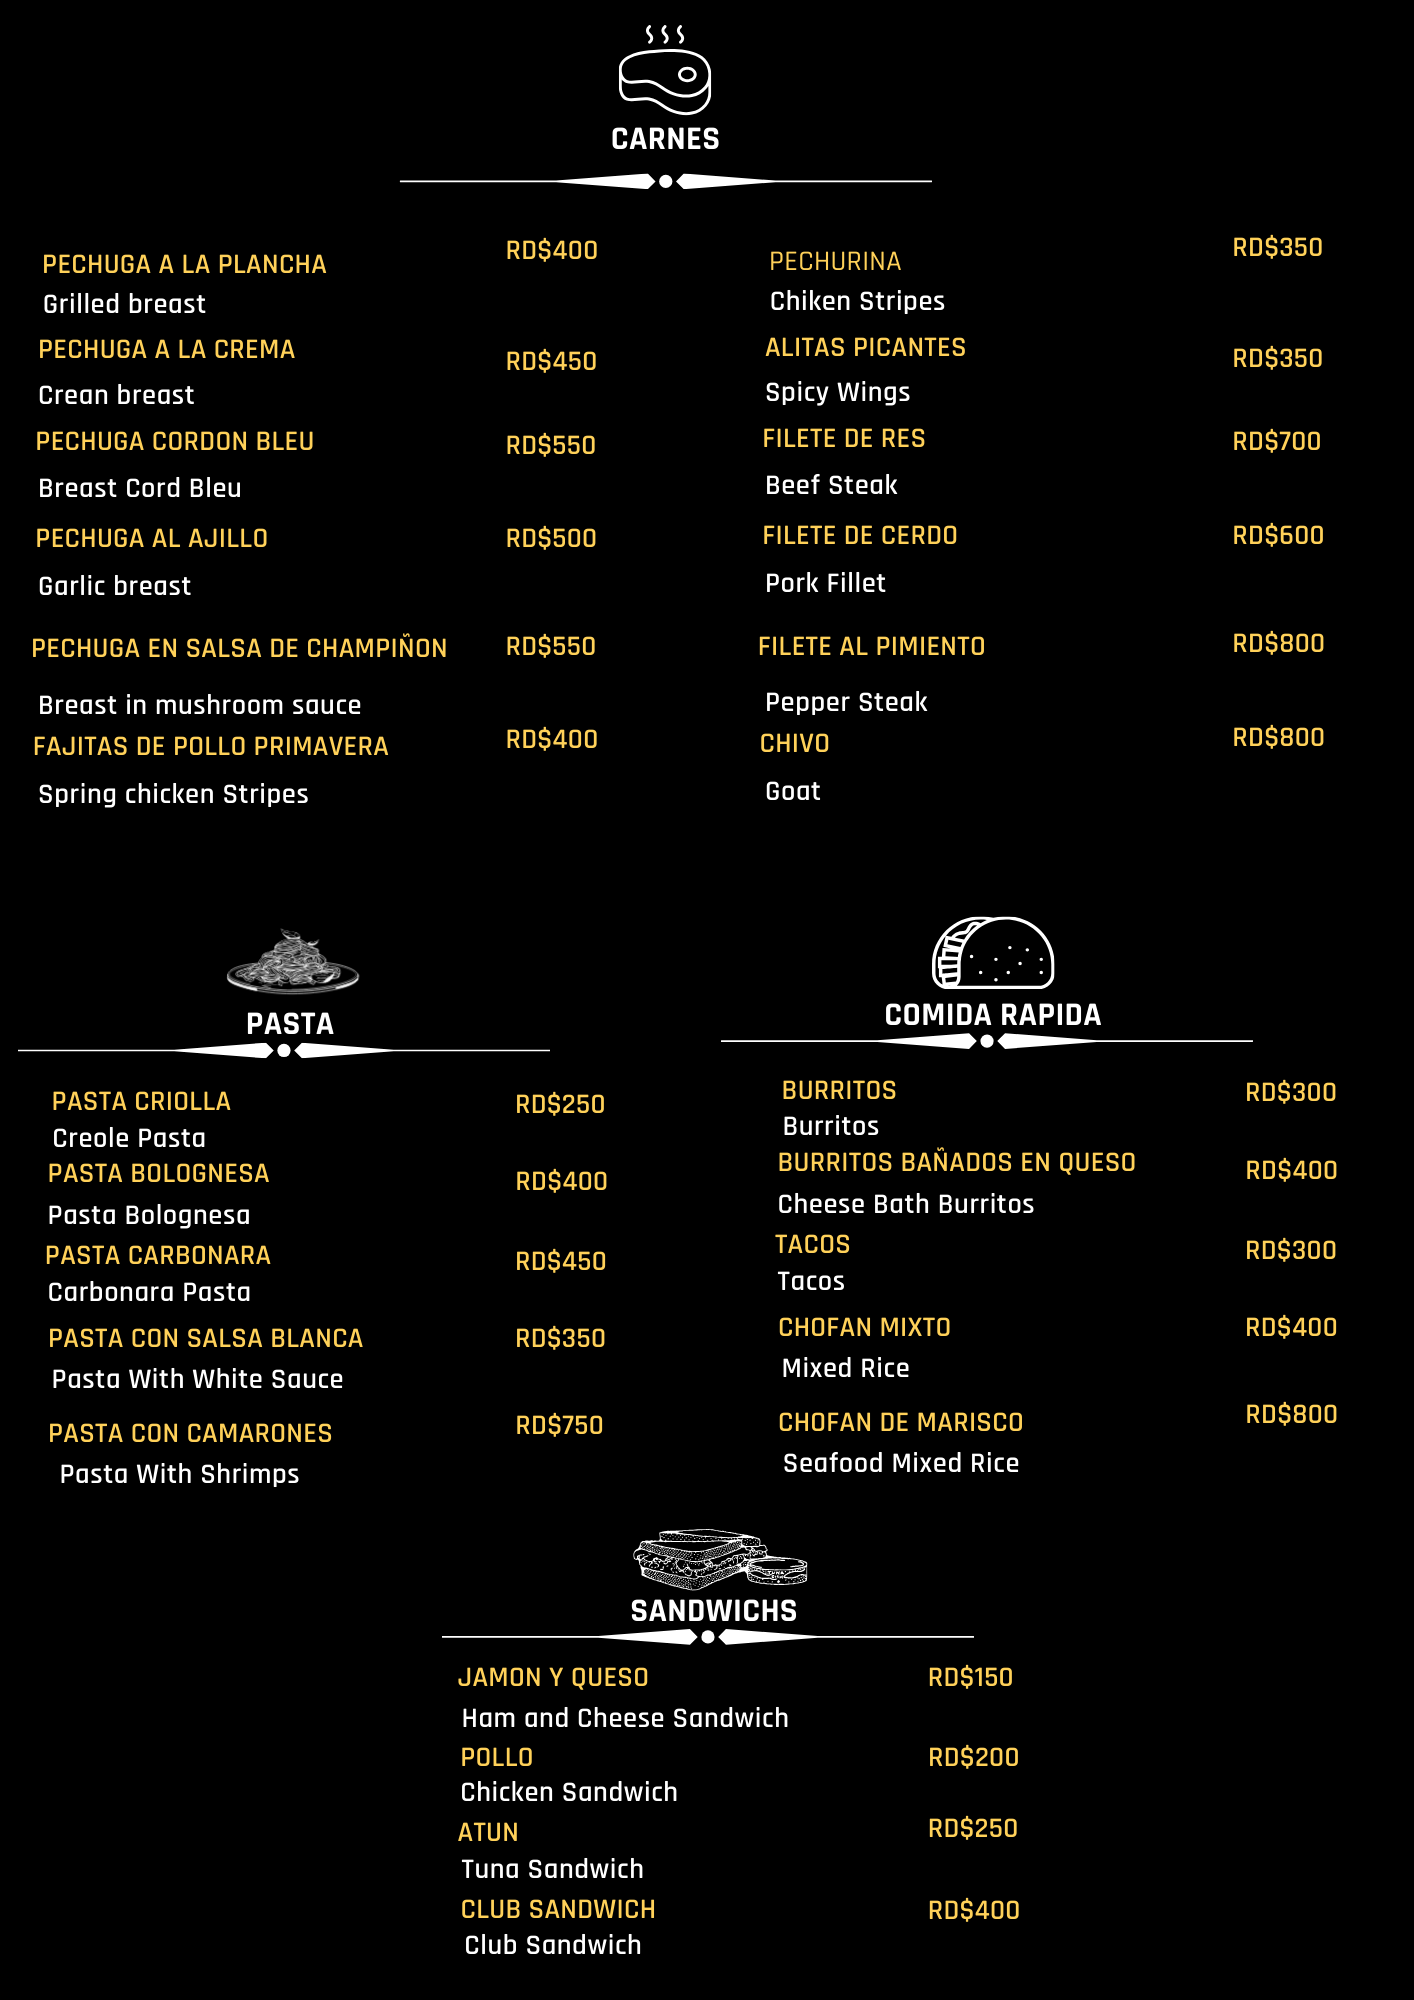 CARNES
PECHUGA A LA PLANCHA RD$400
Grilled breast
PECHUGA A LA CREMA RD$450
Crean breast
PECHUGA CORDON BLEU RD$550
Breast Cord Bleu
PECHUGA AL AJILLO RD$500
Garlic breast
PECHUGA EN SALSA DE CHAMPIÑON RD$550
Breast in mushroom sauce
FAJITAS DE POLLO PRIMAVERA RD$400
Spring chicken Stripes
PECHURINA RD$350
Chiken Stripes
ALITAS PICANTES RD$350
Spicy Wings
FILETE DE RES RD$700
Beef Steak
FILETE DE CERDO RD$600
Pork Fillet
FILETE AL PIMIENTO RD$800
Pepper Steak
CHIVO RD$800
Goat
PASTA
PASTA CRIOLLA RD$250
Creole Pasta
PASTA BOLOGNESA RD$400
Pasta Bolognesa
PASTA CARBONARA RD$450
Carbonara Pasta
PASTA CON SALSA BLANCA RD$350
Pasta With White Sauce
PASTA CON CAMARONES RD$750
Pasta With Shrimps
COMIDA RAPIDA
BURRITOS RD$300
Burritos
BURRITOS BAÑADOS EN QUESO RD$400
Cheese Bath Burritos
TACOS RD$300
Tacos
CHOFAN MIXTO RD$400
Mixed Rice
CHOFAN DE MARISCO RD$800
Seafood Mixed Rice
TUNA
SANDWICHS
JAMON Y QUESO RD$150
Ham and Cheese Sandwich
POLLO RD$200
Chicken Sandwich
ATUN RD$250
Tuna Sandwich
CLUB SANDWICH RD$400
Club Sandwich